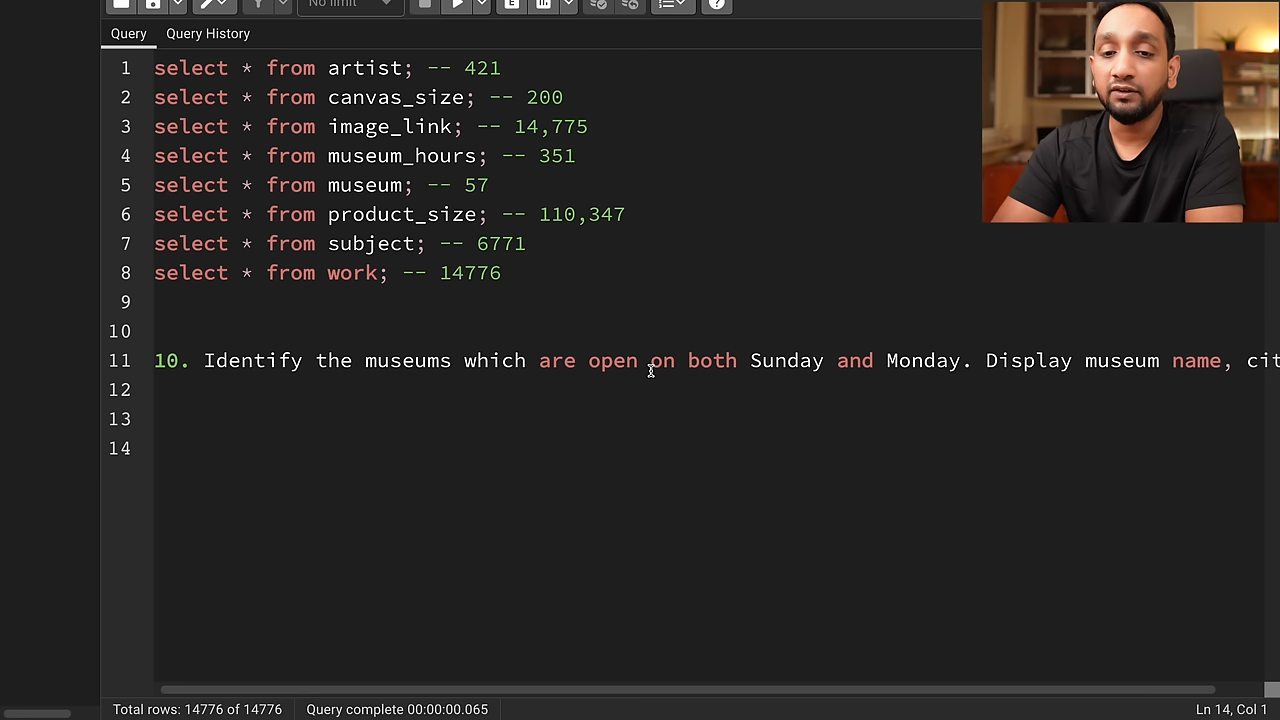 No limit
Query Query History
1 select * from artist; -- 421
2 select * from canvas_size; -- 200
3 select * from image_link; -- 14,775
4 select * from museum_hours; -- 351
5 select * from museum; -- 57
6 select * from product_size; -- 110,347
7 select * from subject; -- 6771
8 select * from work; -- 14776
9
10
11 10. Identify the museums which are open on both Sunday and Monday. Display museum name, cit
12
13
14
Total rows: 14776 of 14776 Query complete 00:00:00.065 Ln 14, Col 1